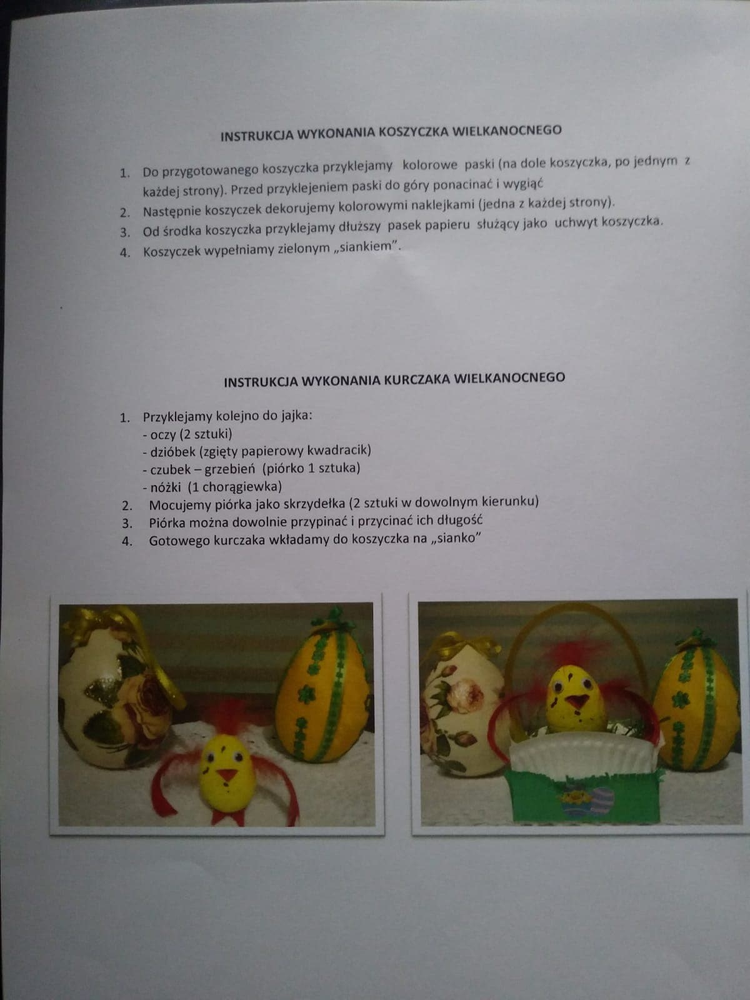 INSTRUKCJA WYKONANIA KOSZYCZKA WIELKANOCNEGO
1. Do przygotowanego koszyczka przyklejamy kolorowe paski (na dole koszyczka, po jednym z
każdej strony). Przed przyklejeniem paski do góry ponacinać i wygiąć
2. Następnie koszyczek dekorujemy kolorowymi naklejkami (jedna z każdej strony).
3. Od środka koszyczka przyklejamy dłuższy pasek papieru służący jako uchwyt koszyczka.
4. Koszyczek wypełniamy zielonym „siankiem”.
INSTRUKCJA WYKONANIA KURCZAKA WIELKANOCNEGO
1. Przyklejamy kolejno do jajka:
- oczy (2 sztuki)
- dzióbek (zgięty papierowy kwadracik)
- czubek – grzebień (piórko 1 sztuka)
- nóżki (1 chorągiewka)
2. Mocujemy piórka jako skrzydełka (2 sztuki w dowolnym kierunku)
3. Piórka można dowolnie przypinać i przycinać ich długość
4. Gotowego kurczaka wkładamy do koszyczka na „sianko”